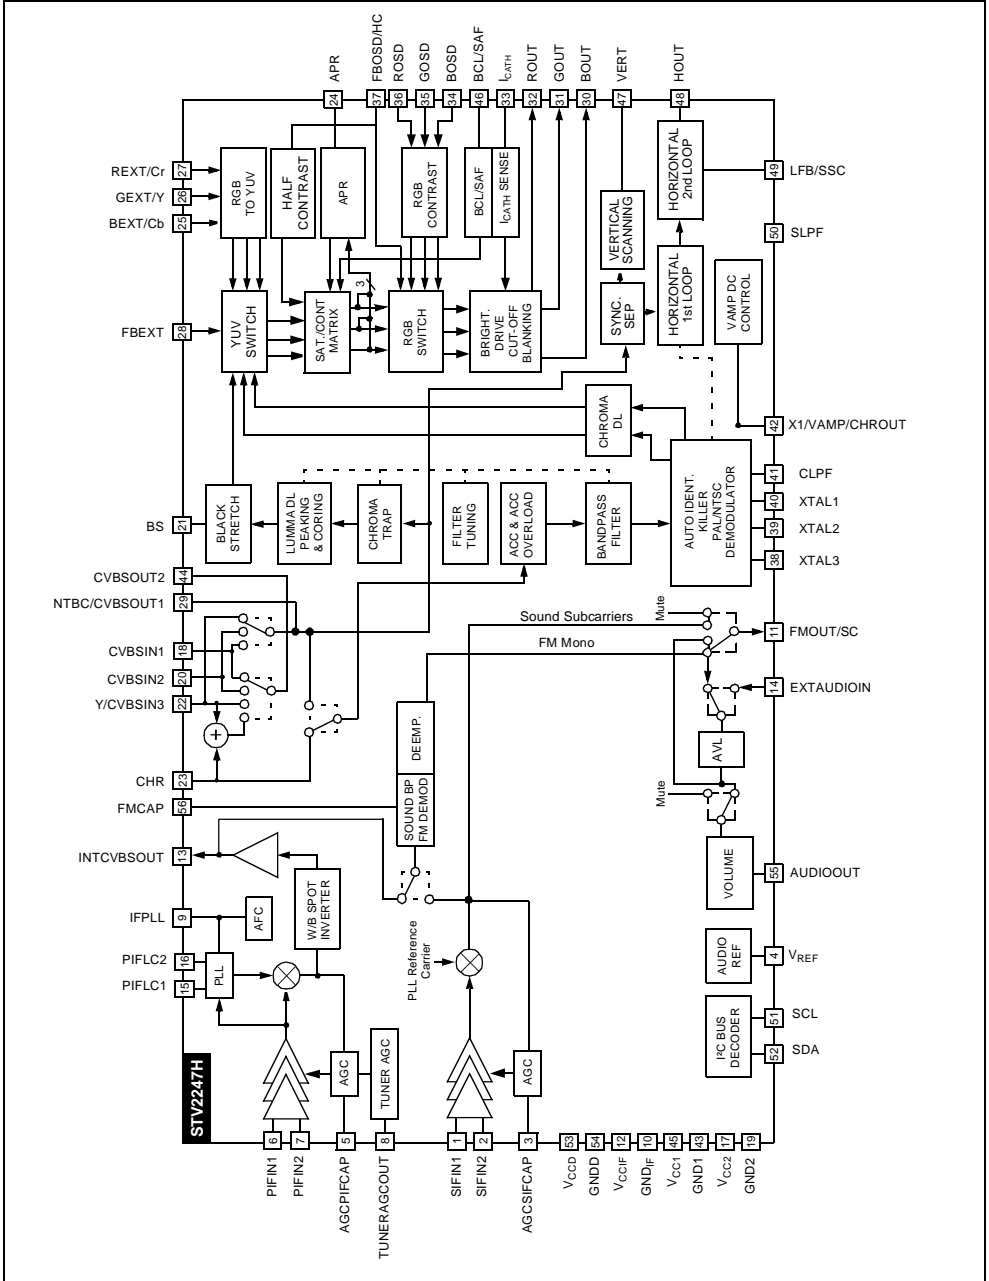 APR
FBOSD/HC
ROSD
GOSD
BOSD
BCL/SAF
ICATH
ROUT
GOUT
BOUT
VERT
HOUT
24
37
36
35
34
46
33
32
31
30
47
48
REXT/Cr
27
GEXT/Y
26
BEXT/Cb
25
RGB
TO YUV
HALF
CONTRAST
APR
RGB
CONTRAST
BCL/SAF
ICATH SENSE
VERTICAL
SCANNING
HORIZONTAL
2nd LOOP
49
LFB/SSC
50
SLPF
FBEXT
28
YUV
SWITCH
SAT./CONT
MATRIX
3
RGB
SWITCH
BRIGHT.
DRIVE
CUT-OFF
BLANKING
SYNC.
SEP
HORIZONTAL
1st LOOP
VAMP DC
CONTROL
CHROMA
DL
42
X1/VAMP/CHROUT
BS
21
BLACK
STRETCH
LUMMA DL
PEAKING
& CORING
CHROMA
TRAP
FILTER
TUNING
ACC & ACC
OVERLOAD
BANDPASS
FILTER
AUTO IDENT.
KILLER
PAL/NTSC
DEMODULATOR
41
CLPF
40
XTAL1
39
XTAL2
38
XTAL3
CVBSOUT2
44
NTBC/CVBSOUT1
29
CVBSIN1
18
CVBSIN2
20
Y/CVBSIN3
22
+
CHR
23
FMCAP
56
Sound Subcarriers
FM Mono
Mute
11
FMOUT/SC
14
EXTAUDIOIN
DEEMP.
SOUND BP
FM DEMOD
AVL
Mute
INTCVBSOUT
13
VOLUME
55
AUDIOOUT
IFPLL
9
AFC
W/B SPOT
INVERTER
PIFLC2
16
PIFLC1
15
PLL
PLL Reference
Carrier
AUDIO
REF
4
VREF
I²C BUS
DECODER
51
SCL
52
SDA
STV2247H
AGC
TUNER AGC
AGC
6
7
5
8
1
2
3
53
54
12
10
45
43
17
19
PIFIN1
PIFIN2
AGCPIFCAP
TUNERAGCOUT
SIFIN1
SIFIN2
AGCSIFCAP
VCCD
GNDD
VCCIF
GNDIF
VCC1
GND1
VCC2
GND2